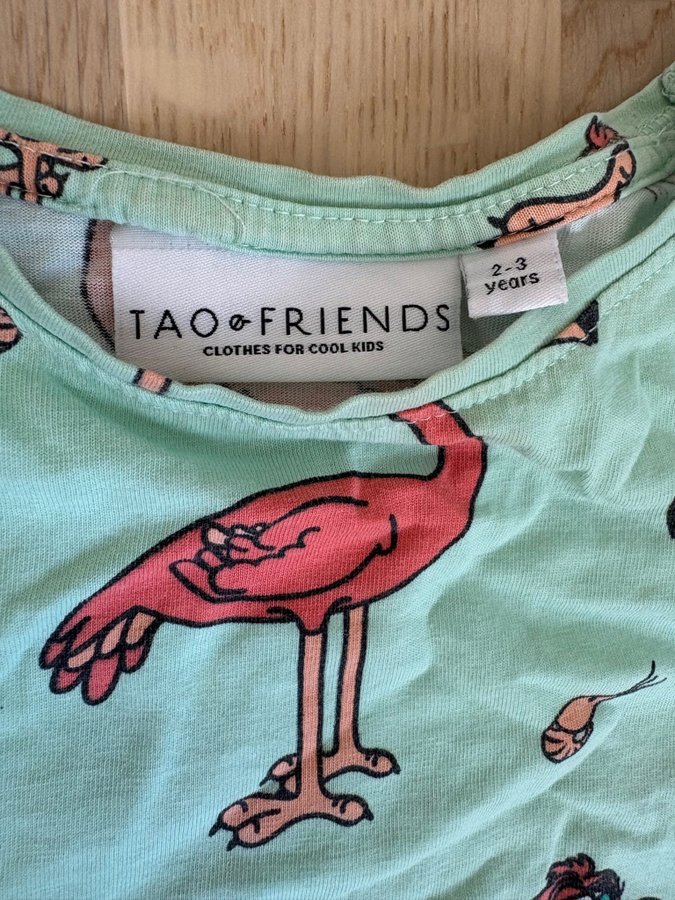 TAO & FRIENDS
CLOTHES FOR COOL KIDS
2-3
years